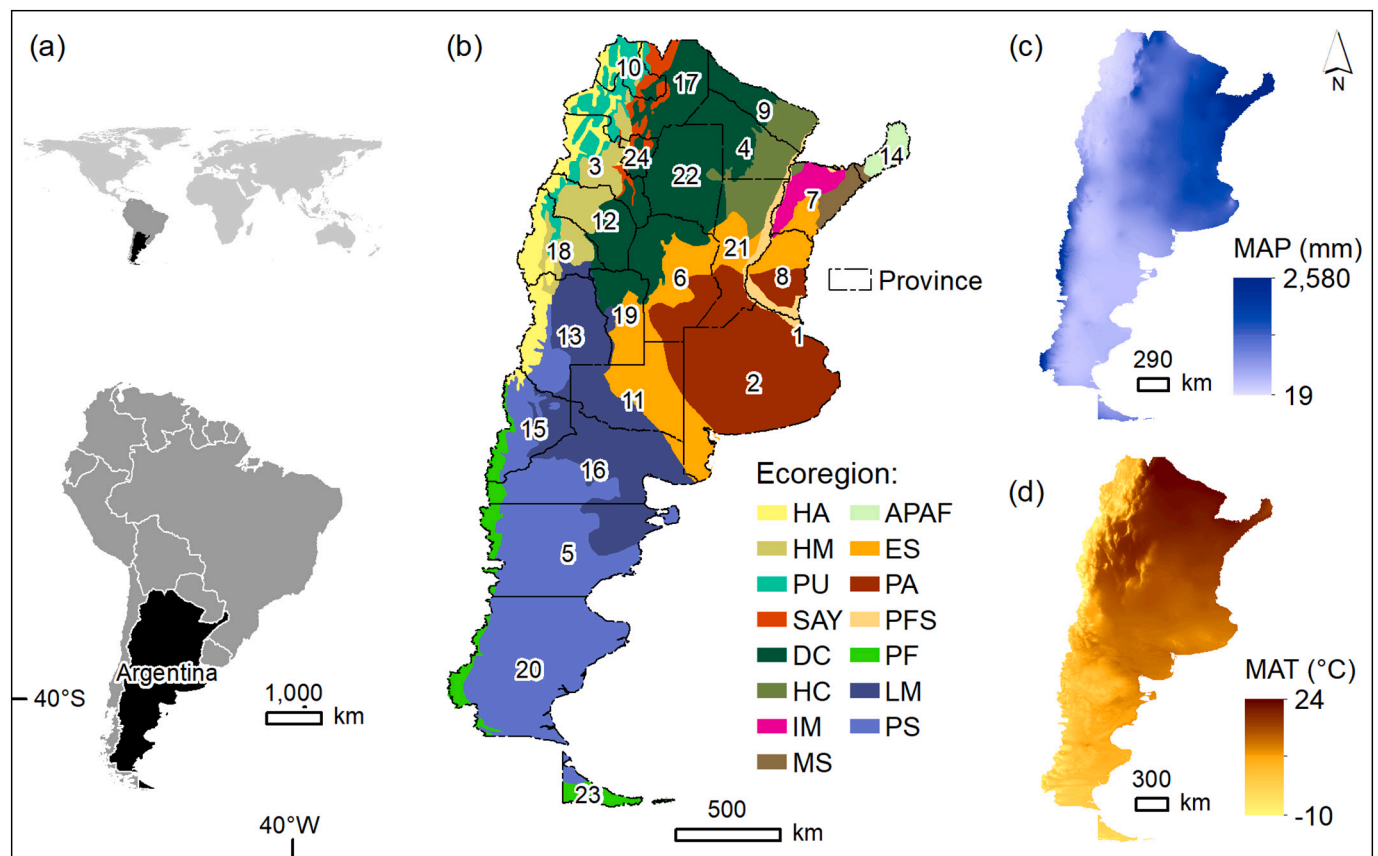 (a)
Argentina
1,000
km
40°S
40°W
(b)
10
17
9
14
3
24
4
22
7
12
18
21
6
8
Province
19
13
1
2
11
15
16
5
20
23
Ecoregion:
HA APAF
HM ES
PU PA
SAY PFS
DC PF
HC LM
IM PS
MS
500
km
(c)
N
MAP (mm)
2,580
19
290
km
(d)
MAT (°C)
24
-10
300
km